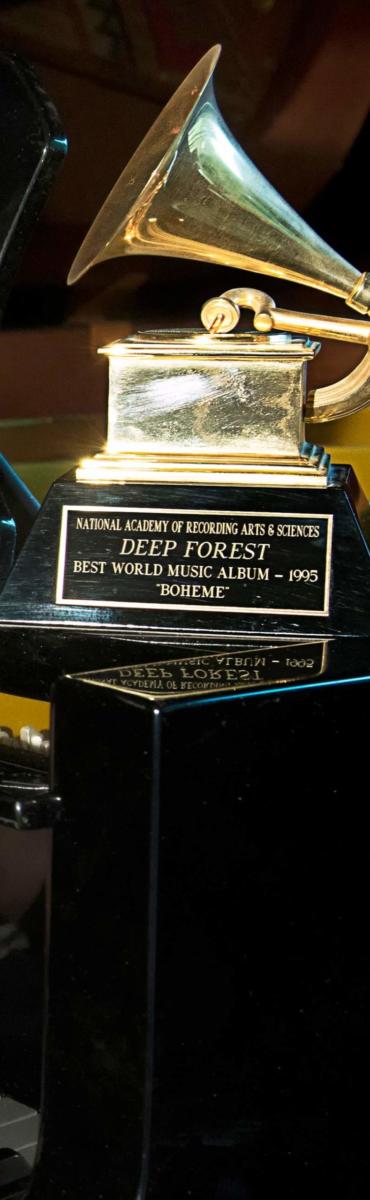 NATIONAL ACADEMY OF RECORDING ARTS & SCIENCES
DEEP FOREST
BEST WORLD MUSIC ALBUM – 1995
"BOHEME"